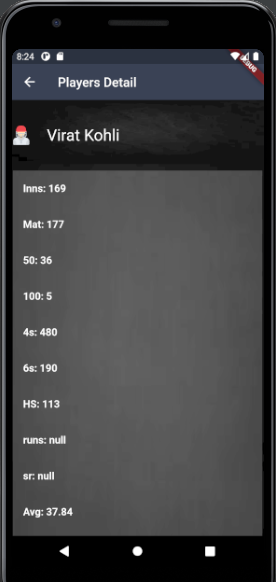 8:24
DEBUG
Players Detail
Virat Kohli
Inns: 169
Mat: 177
50: 36
100: 5
4s: 480
6s: 190
HS: 113
runs: null
sr: null
Avg: 37.84